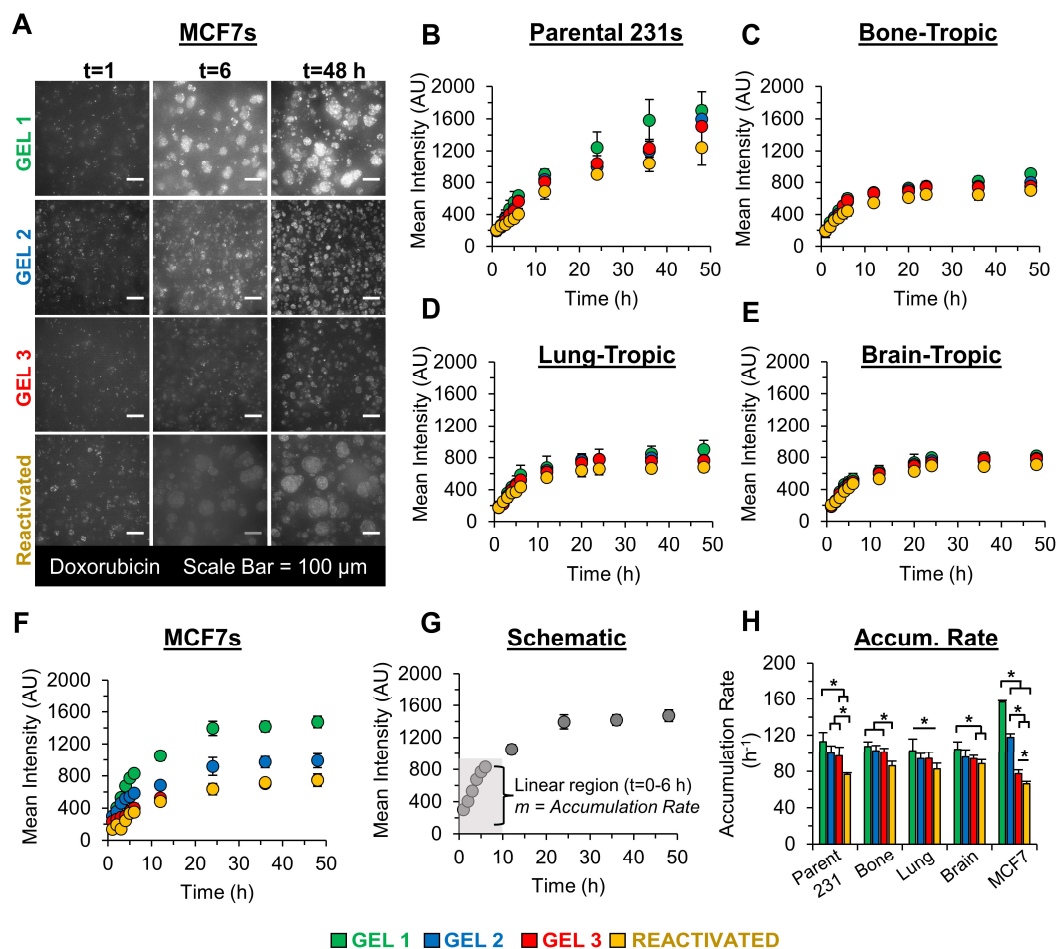 A
MCF7s
t=1
t=6
t=48 h
GEL 1
GEL 2
GEL 3
Reactivated
Doxorubicin Scale Bar = 100 µm
B
Parental 231s
Mean Intensity (AU)
2000
1600
1200
800
400
0
0 10 20 30 40 50
Time (h)
C
Bone-Tropic
Mean Intensity (AU)
2000
1600
1200
800
400
0
0 10 20 30 40 50
Time (h)
D
Lung-Tropic
Mean Intensity (AU)
2000
1600
1200
800
400
0
0 10 20 30 40 50
Time (h)
E
Brain-Tropic
Mean Intensity (AU)
2000
1600
1200
800
400
0
0 10 20 30 40 50
Time (h)
F
MCF7s
Mean Intensity (AU)
2000
1600
1200
800
400
0
0 10 20 30 40 50
Time (h)
G
Schematic
Mean Intensity (AU)
2000
1600
1200
800
400
0
Linear region (t=0-6 h)
m = Accumulation Rate
0 10 20 30 40 50
Time (h)
H
Accum. Rate
Accumulation Rate
(h⁻¹)
200
160
120
80
40
0
* * * * * * * *
Parent
231
Bone
Lung
Brain
MCF7
GEL 1 GEL 2 GEL 3 REACTIVATED